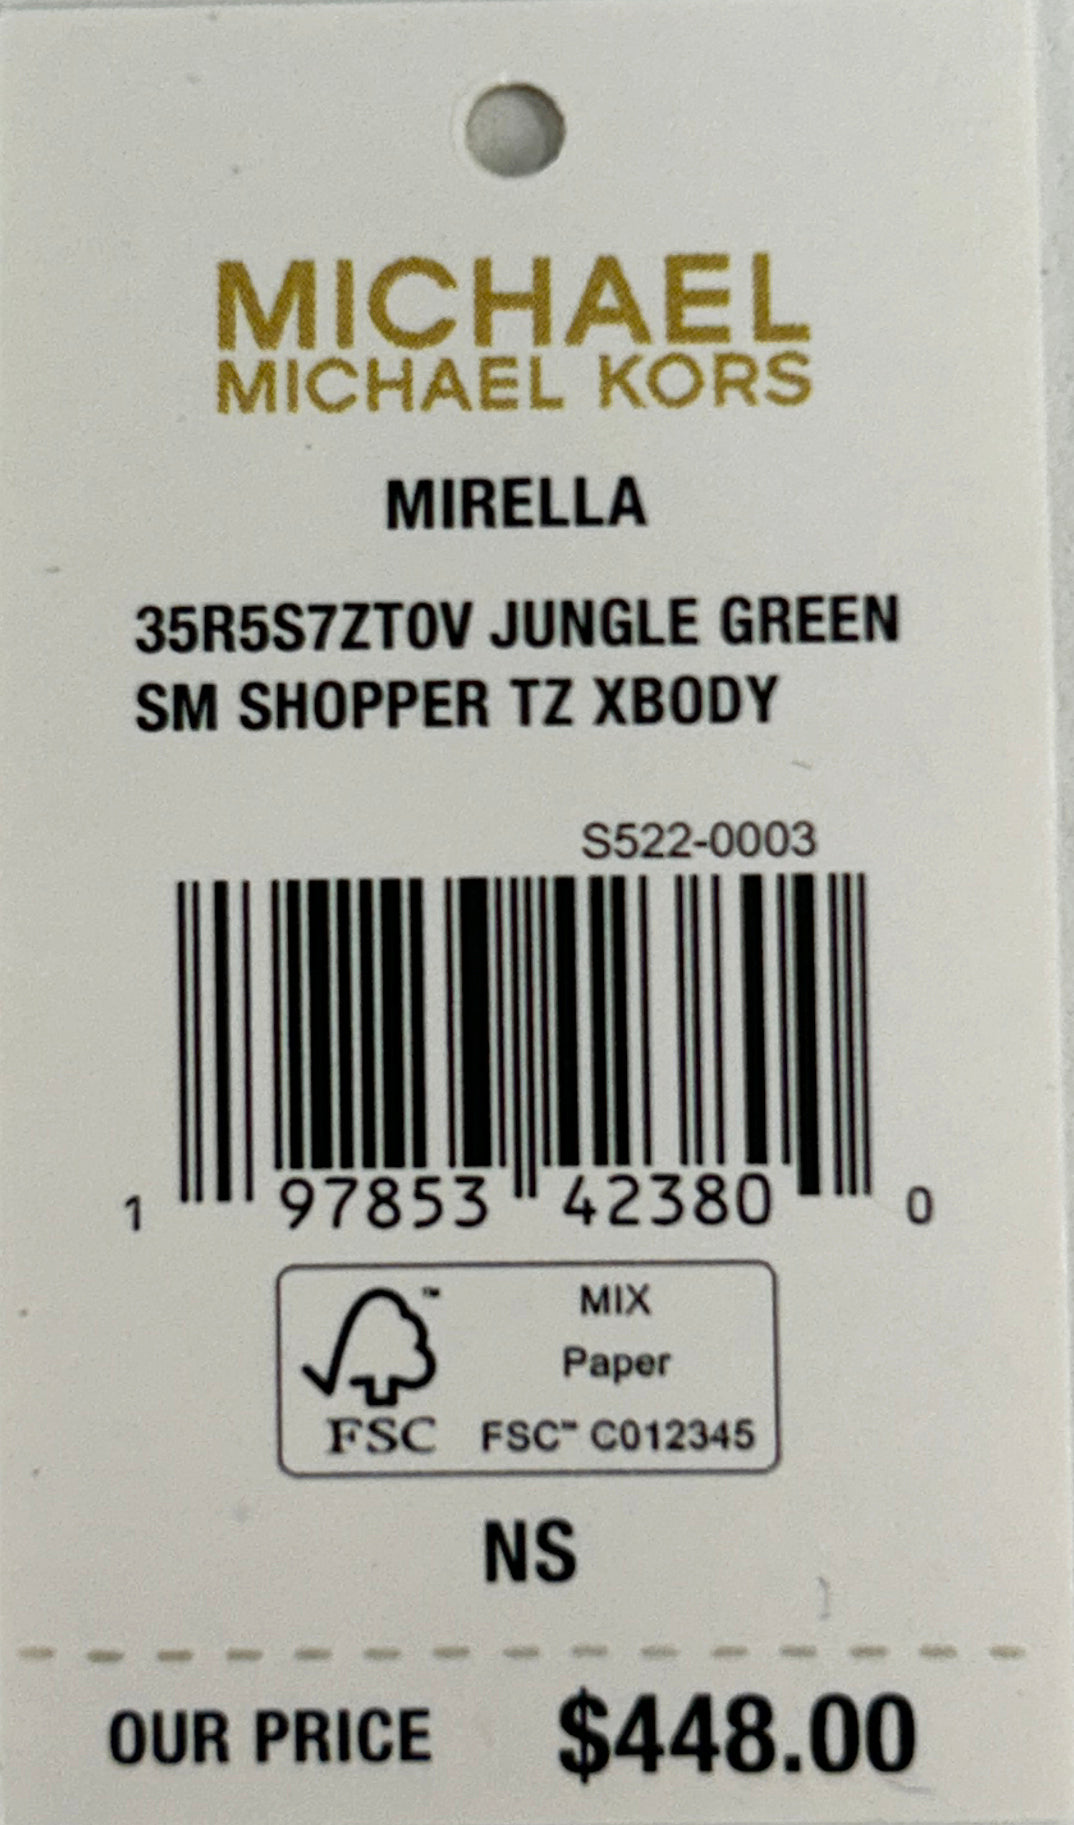 MICHAEL
MICHAEL KORS
MIRELLA
35R5S7ZT0V JUNGLE GREEN
SM SHOPPER TZ XBODY
S522-0003
1 97853 42380 0
™
MIX
Paper
FSC FSC™ C012345
NS
OUR PRICE $448.00